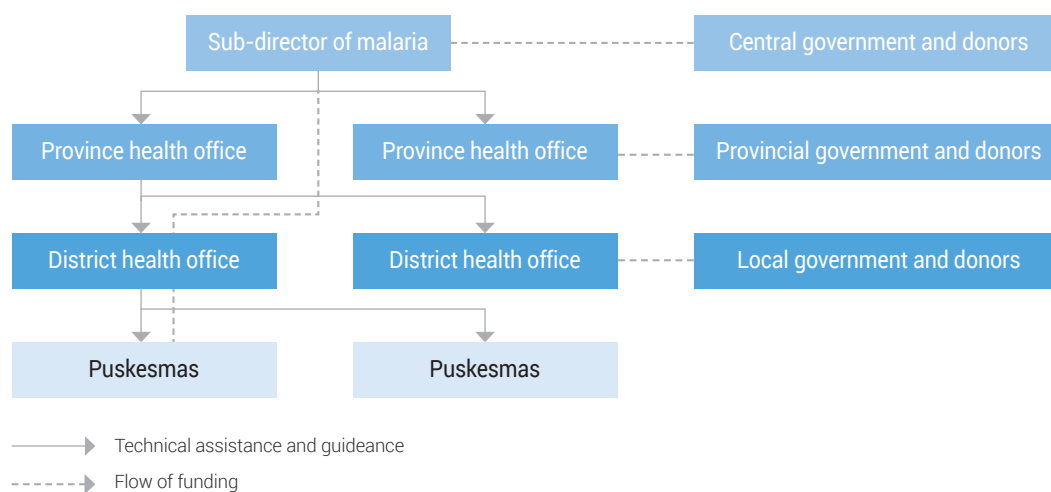 Sub-director of malaria
Central government and donors
Province health office
Province health office
Provincial government and donors
District health office
District health office
Local government and donors
Puskesmas
Puskesmas
Technical assistance and guideance
Flow of funding